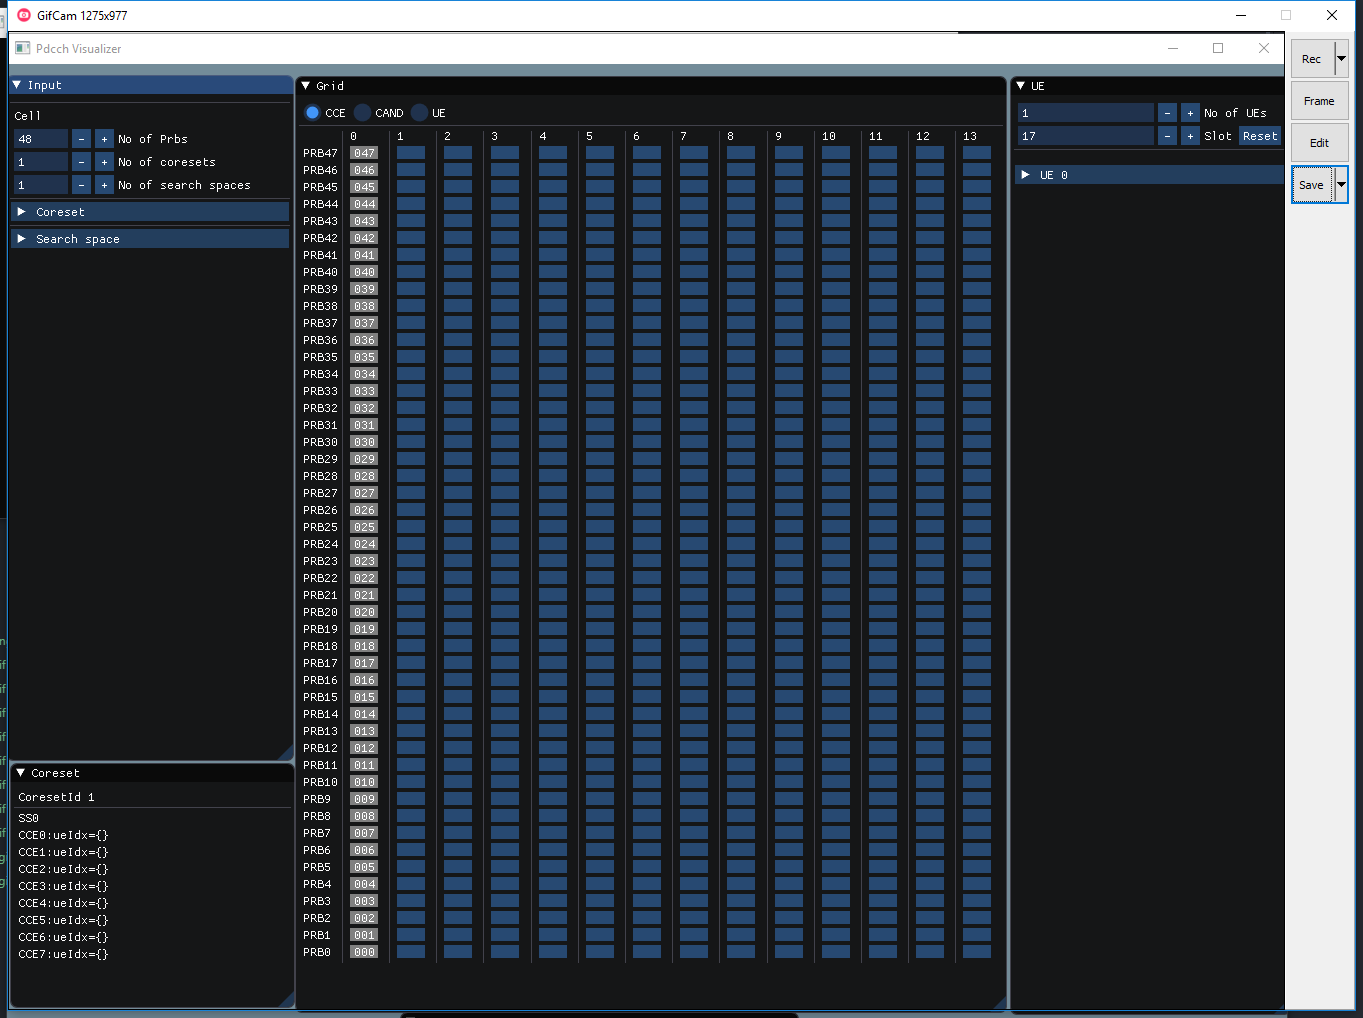 GifCam 1275x977
Pdcch Visualizer
Input
Cell
48 - + No of Prbs
1 - + No of coresets
1 - + No of search spaces
Coreset
Search space
Coreset
CoresetId 1
SS0
CCE0:ueIdx={}
CCE1:ueIdx={}
CCE2:ueIdx={}
CCE3:ueIdx={}
CCE4:ueIdx={}
CCE5:ueIdx={}
CCE6:ueIdx={}
CCE7:ueIdx={}
Grid
CCE CAND UE
0 1 2 3 4 5 6 7 8 9 10 11 12 13
PRB47 047
PRB46 046
PRB45 045
PRB44 044
PRB43 043
PRB42 042
PRB41 041
PRB40 040
PRB39 039
PRB38 038
PRB37 037
PRB36 036
PRB35 035
PRB34 034
PRB33 033
PRB32 032
PRB31 031
PRB30 030
PRB29 029
PRB28 028
PRB27 027
PRB26 026
PRB25 025
PRB24 024
PRB23 023
PRB22 022
PRB21 021
PRB20 020
PRB19 019
PRB18 018
PRB17 017
PRB16 016
PRB15 015
PRB14 014
PRB13 013
PRB12 012
PRB11 011
PRB10 010
PRB9 009
PRB8 008
PRB7 007
PRB6 006
PRB5 005
PRB4 004
PRB3 003
PRB2 002
PRB1 001
PRB0 000
UE
1 - + No of UEs
17 - + Slot Reset
UE 0
Rec
Frame
Edit
Save